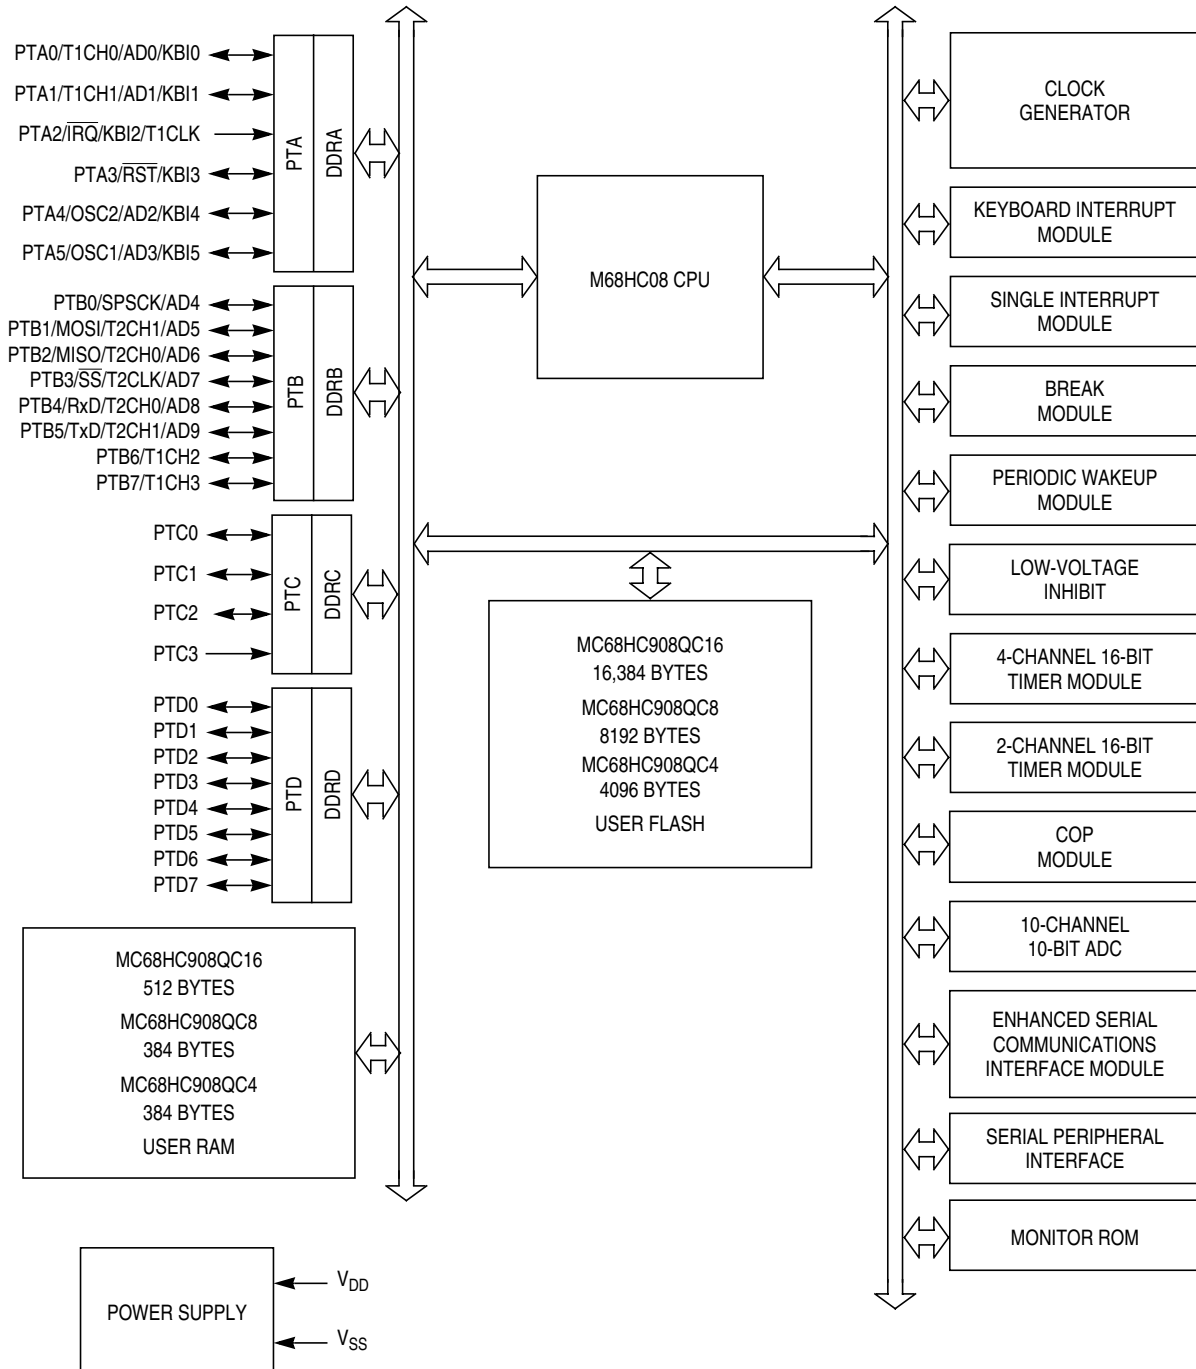 PTA0/T1CH0/AD0/KBI0
PTA1/T1CH1/AD1/KBI1
PTA2/I̅R̅Q̅/KBI2/T1CLK
PTA3/R̅S̅T̅/KBI3
PTA4/OSC2/AD2/KBI4
PTA5/OSC1/AD3/KBI5
PTA
DDRA
PTB0/SPSCK/AD4
PTB1/MOSI/T2CH1/AD5
PTB2/MISO/T2CH0/AD6
PTB3/S̅S̅/T2CLK/AD7
PTB4/RxD/T2CH0/AD8
PTB5/TxD/T2CH1/AD9
PTB6/T1CH2
PTB7/T1CH3
PTB
DDRB
PTC0
PTC1
PTC2
PTC3
PTC
DDRC
PTD0
PTD1
PTD2
PTD3
PTD4
PTD5
PTD6
PTD7
PTD
DDRD
MC68HC908QC16
512 BYTES
MC68HC908QC8
384 BYTES
MC68HC908QC4
384 BYTES
USER RAM
POWER SUPPLY
VDD
VSS
M68HC08 CPU
MC68HC908QC16
16,384 BYTES
MC68HC908QC8
8192 BYTES
MC68HC908QC4
4096 BYTES
USER FLASH
CLOCK
GENERATOR
KEYBOARD INTERRUPT
MODULE
SINGLE INTERRUPT
MODULE
BREAK
MODULE
PERIODIC WAKEUP
MODULE
LOW-VOLTAGE
INHIBIT
4-CHANNEL 16-BIT
TIMER MODULE
2-CHANNEL 16-BIT
TIMER MODULE
COP
MODULE
10-CHANNEL
10-BIT ADC
ENHANCED SERIAL
COMMUNICATIONS
INTERFACE MODULE
SERIAL PERIPHERAL
INTERFACE
MONITOR ROM